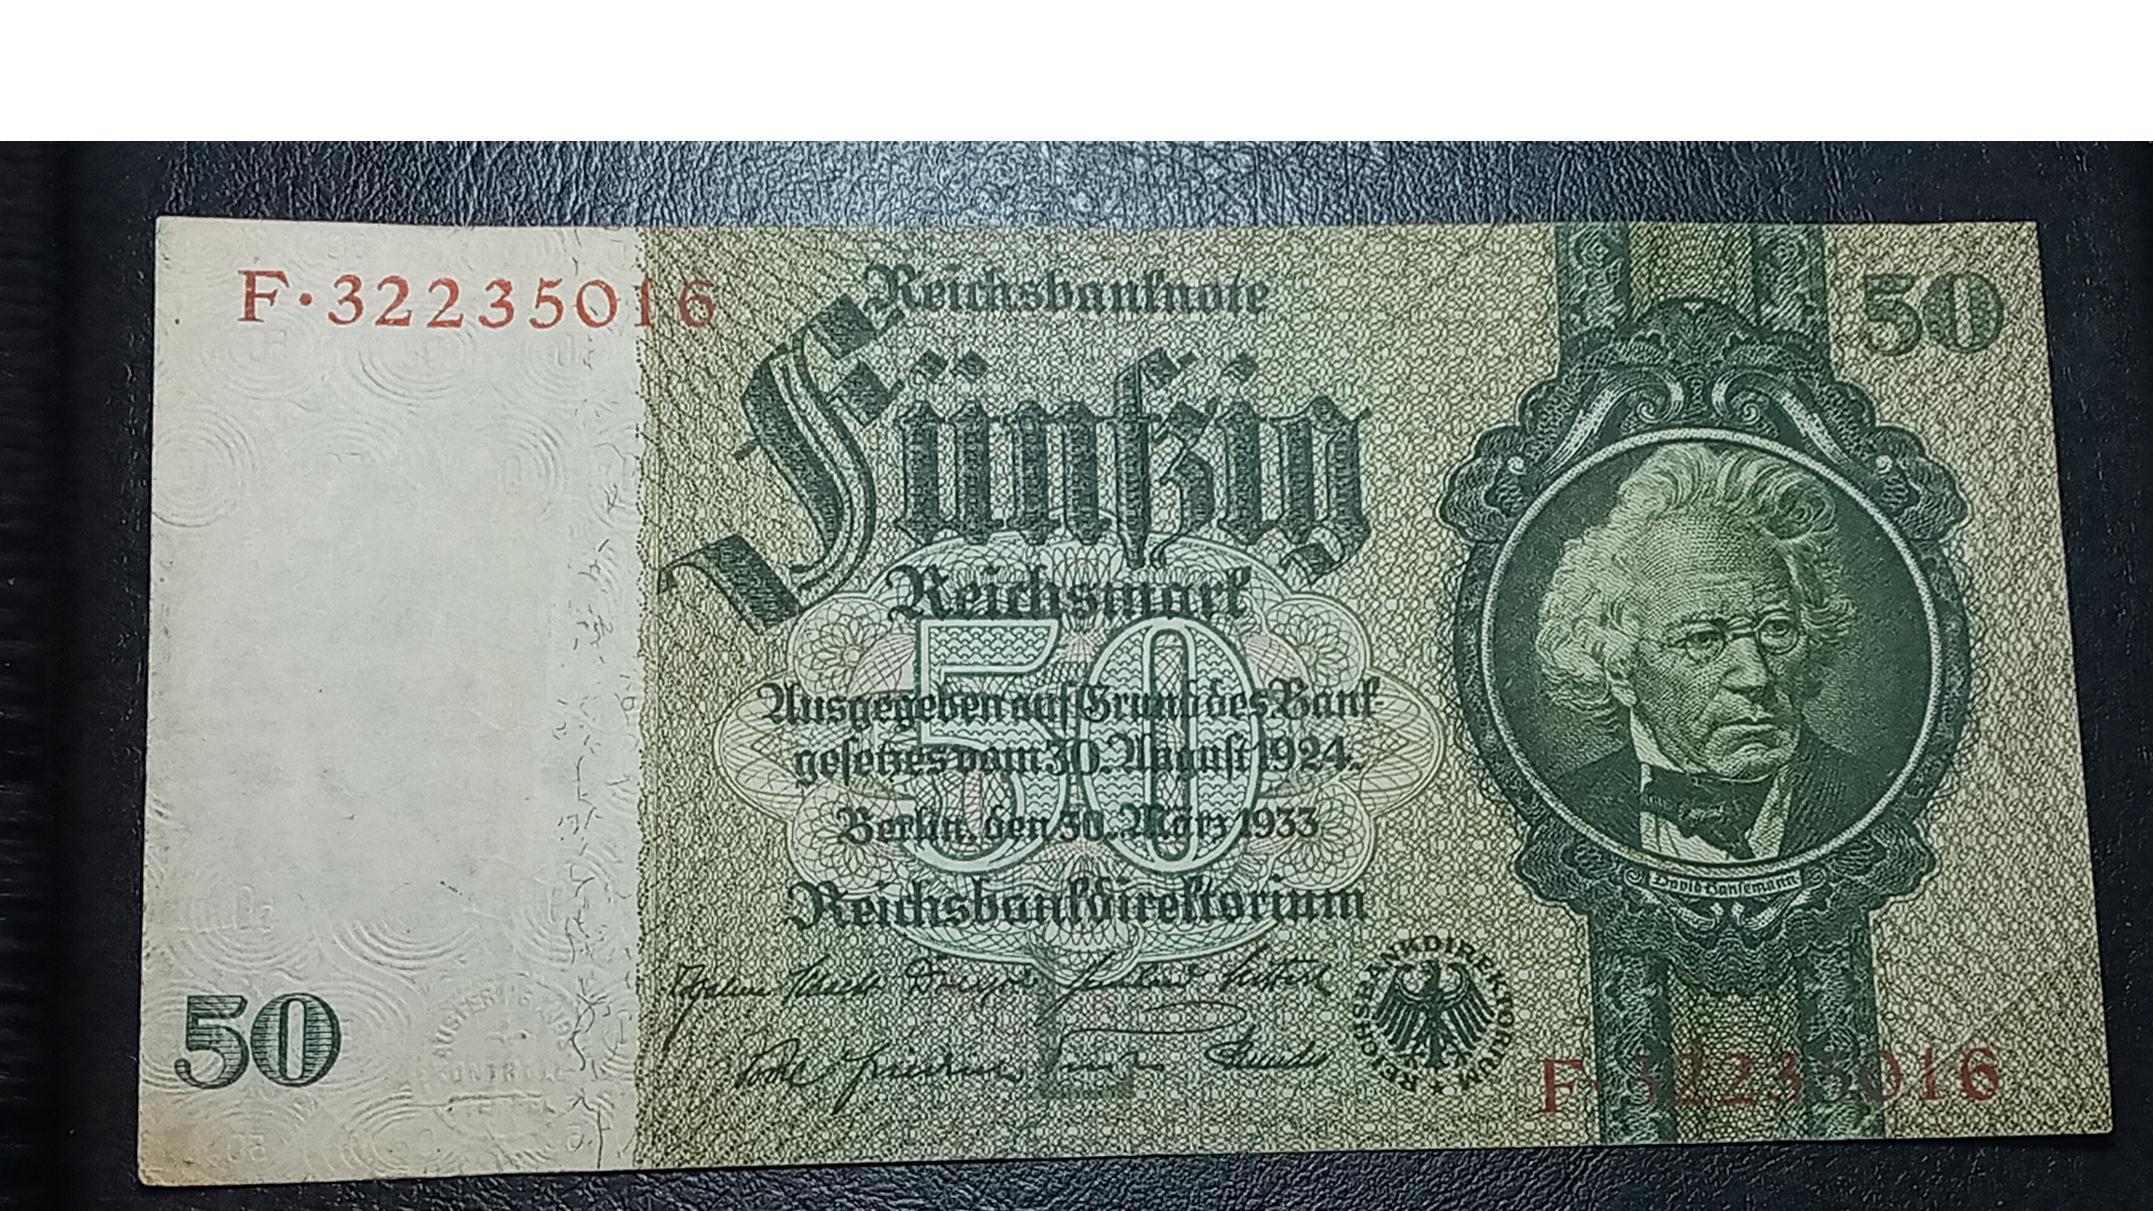 F·32235016
Reichsbanknote
50
Fünfzig
Reichsmark
50
Ausgegeben auf Grund des Bank-
gesetzes vom 30. August 1924.
Berlin, den 30. März 1933
Reichsbankdirektorium
David Hansemann
50
REICHSBANKDIREKTORIUM
F·32235016